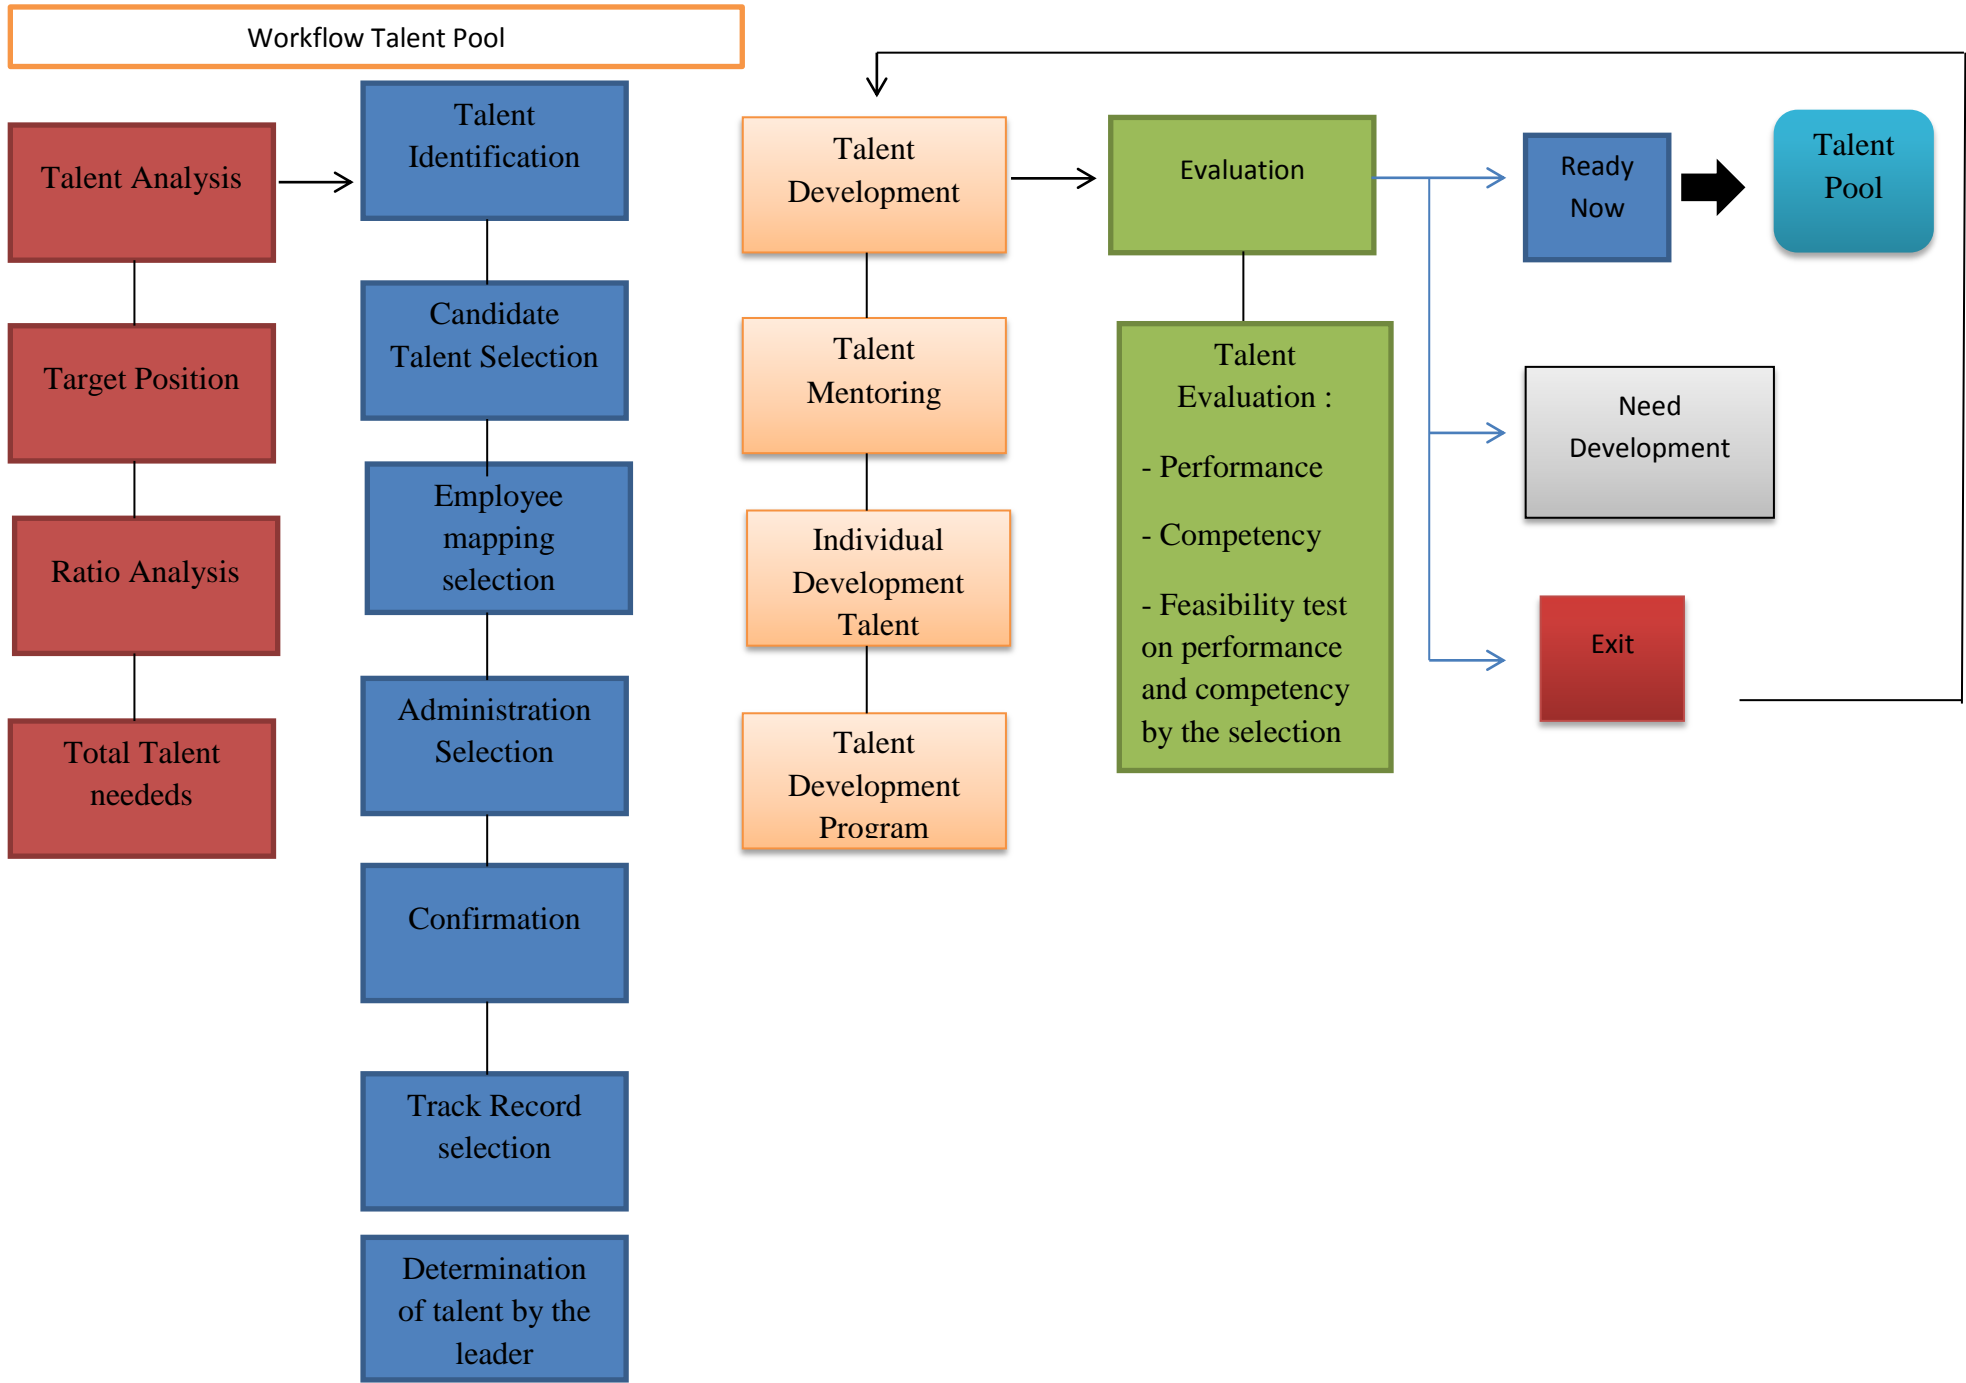 Workflow Talent Pool
Talent Analysis
Target Position
Ratio Analysis
Total Talent
neededs
Talent
Identification
Candidate
Talent Selection
Employee
mapping
selection
Administration
Selection
Confirmation
Track Record
selection
Determination
of talent by the
leader
Talent
Development
Talent
Mentoring
Individual
Development
Talent
Talent
Development
Program
Evaluation
Talent
Evaluation :
- Performance
- Competency
- Feasibility test
on performance
and competency
by the selection
Ready
Now
Need
Development
Exit
Talent
Pool